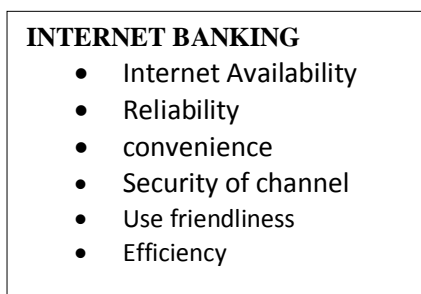 INTERNET BANKING
• Internet Availability
• Reliability
• convenience
• Security of channel
• Use friendliness
• Efficiency